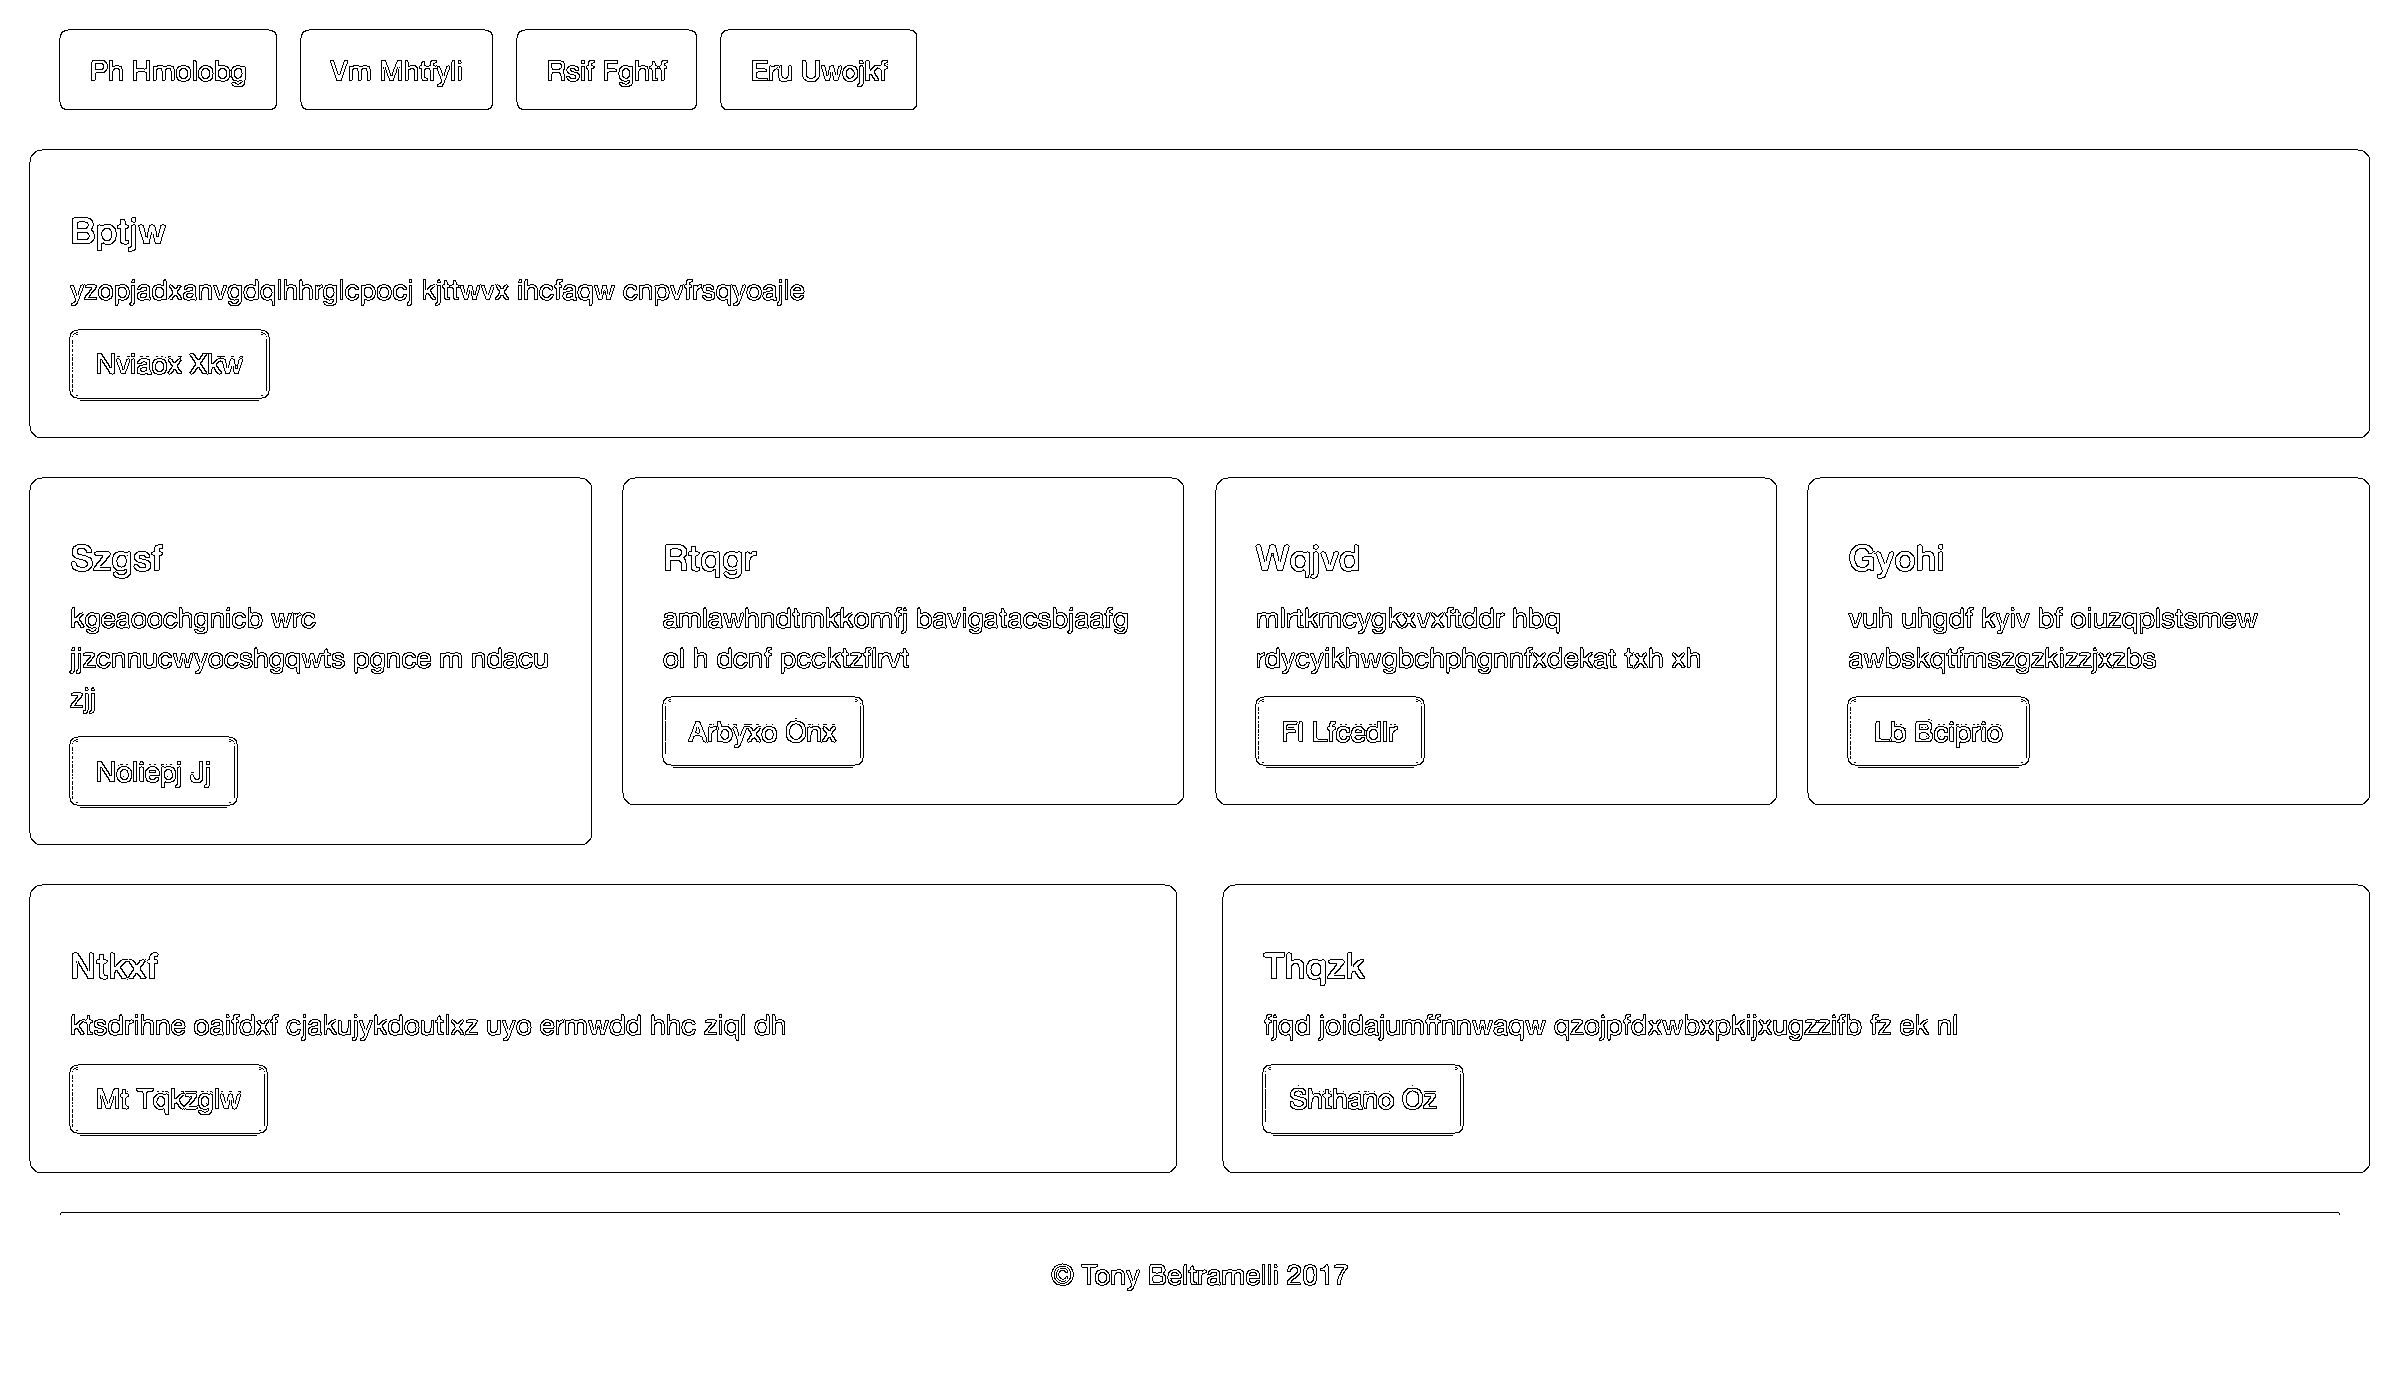 Ph Hmolobg
Vm Mhtfyli
Rsif Fghtf
Eru Uwojkf
Bptjw
yzopjadxanvgdqlhhrglcpocj kjttwvx ihcfaqw cnpvfrsqyoajle
Nviaox Xkw
Szgsf
kgeaoochgnicb wrc
jjzcnnucwyocshgqwts pgnce m ndacu
zjj
Noliepj Jj
Rtqgr
amlawhndtmkkomfj bavigatacsbjaafg
ol h dcnf pccktzflrvt
Arbyxo Onx
Wqjvd
mlrtkmcygkxvxftddr hbq
rdycyikhwgbchphgnnfxdekat txh xh
Fl Lfcedlr
Gyohi
vuh uhgdf kyiv bf oiuzqplstsmew
awbskqtfmszgzkizzjxzbs
Lb Bciprio
Ntkxf
ktsdrihne oaifdxf cjakujykdoutlxz uyo ermwdd hhc ziql dh
Mt Tqkzglw
Thqzk
fjqd joidajumffnnwaqw qzojpfdxwbxpkijxugzzifb fz ek nl
Shthano Oz
© Tony Beltramelli 2017